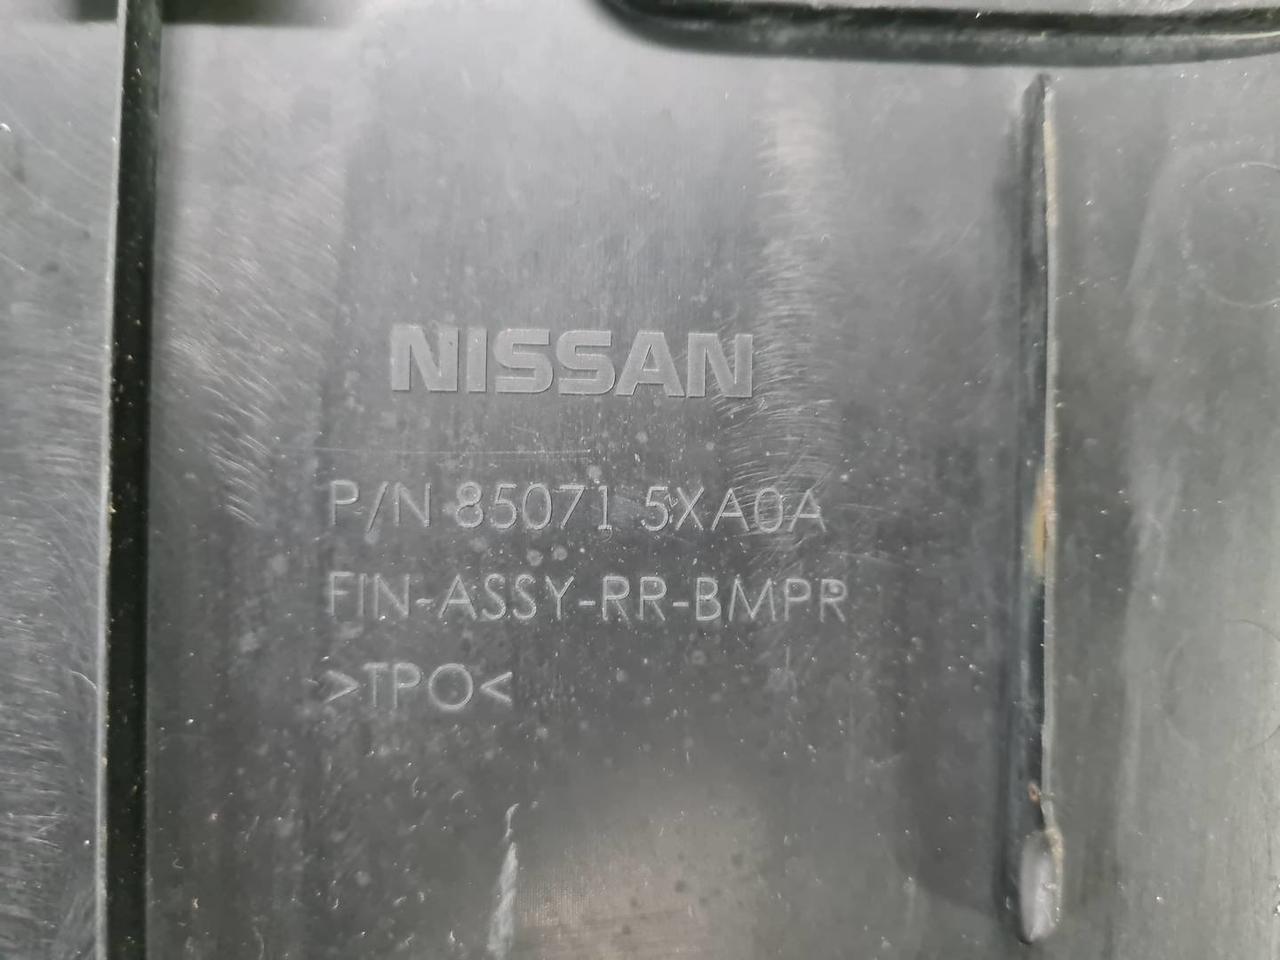 NISSAN
P/N 85071 5XA0A
FIN-ASSY-RR-BMPR
>TPO<